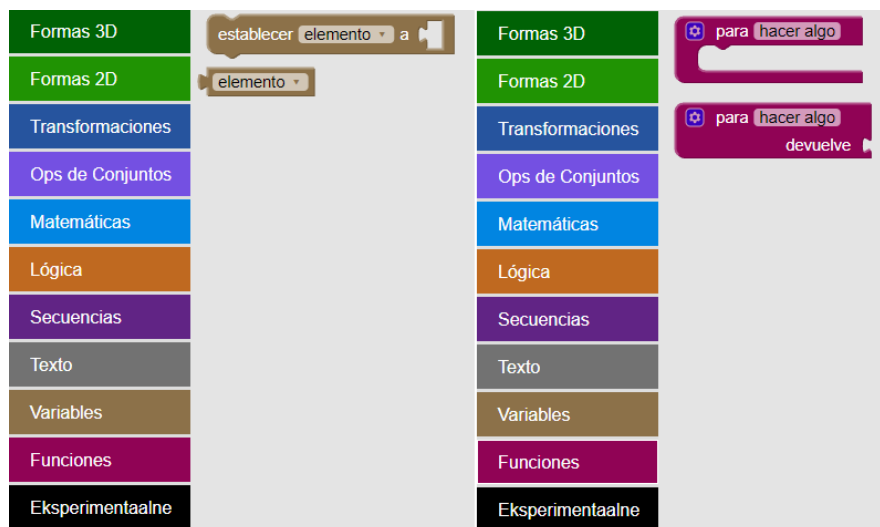 Formas 3D
Formas 2D
Transformaciones
Ops de Conjuntos
Matemáticas
Lógica
Secuencias
Texto
Variables
Funciones
Eksperimentaalne
establecer elemento a
elemento
Formas 3D
Formas 2D
Transformaciones
Ops de Conjuntos
Matemáticas
Lógica
Secuencias
Texto
Variables
Funciones
Eksperimentaalne
para hacer algo
para hacer algo
devuelve